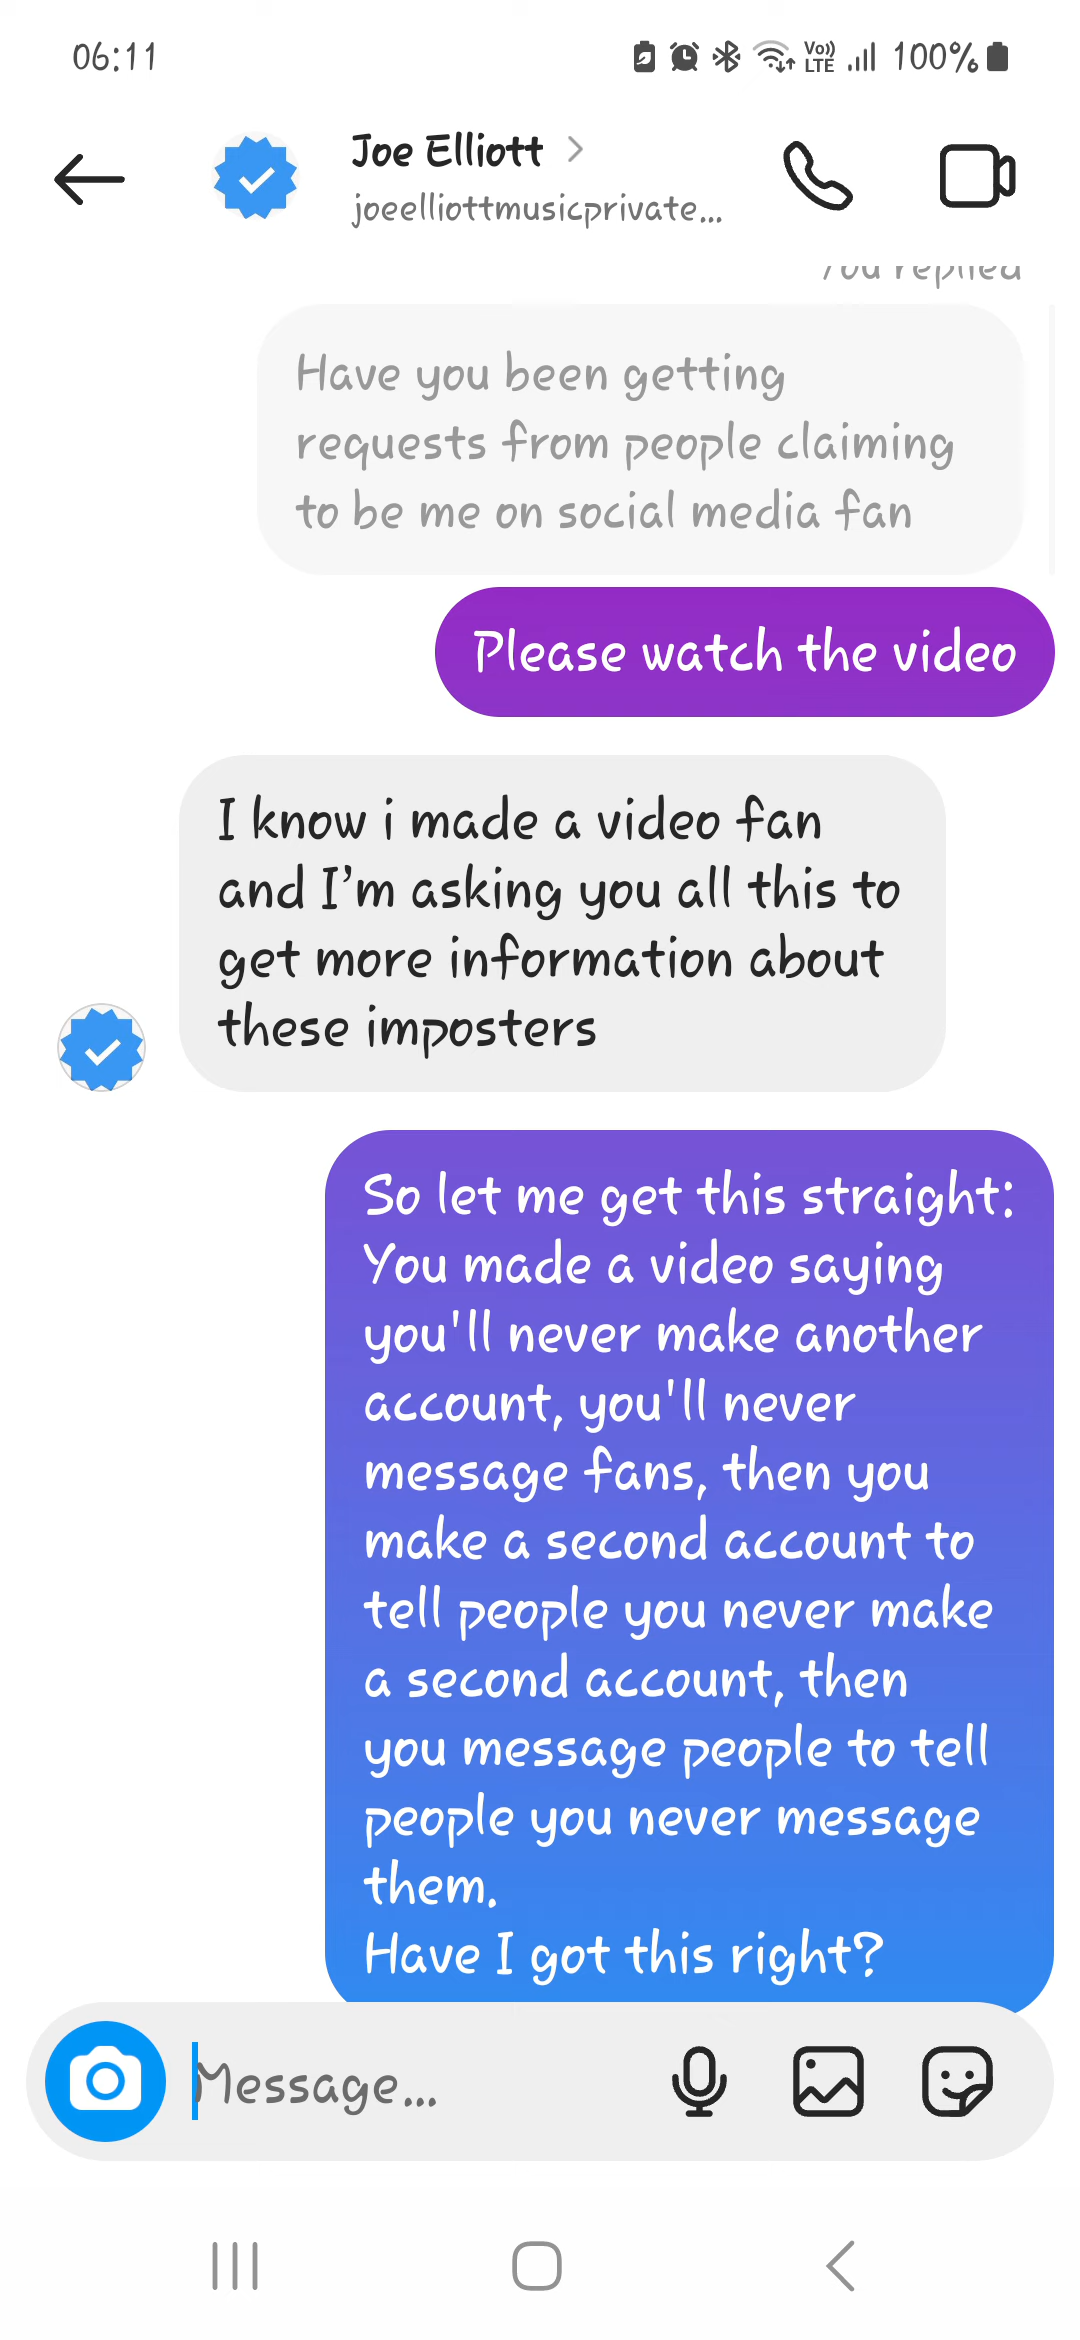 06:11
Vo)) LTE 100%
Joe Elliott
joeelliottmusicprivate...
You replied
Have you been getting
requests from people claiming
to be me on social media fan
Please watch the video
I know i made a video fan
and I’m asking you all this to
get more information about
these imposters
So let me get this straight:
You made a video saying
you'll never make another
account, you'll never
message fans, then you
make a second account to
tell people you never make
a second account, then
you message people to tell
people you never message
them.
Have I got this right?
Message...